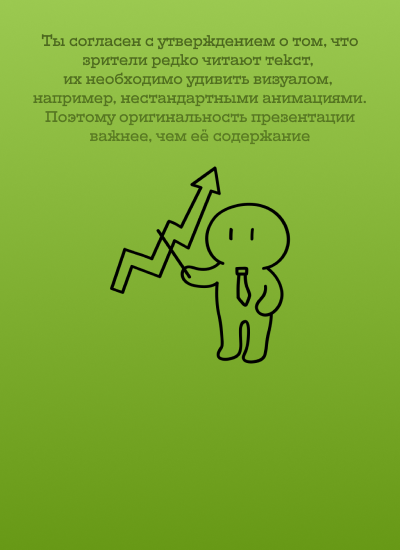 Ты согласен с утверждением о том, что
зрители редко читают текст,
их необходимо удивить визуалом,
например, нестандартными анимациями.
Поэтому оригинальность презентации
важнее, чем её содержание